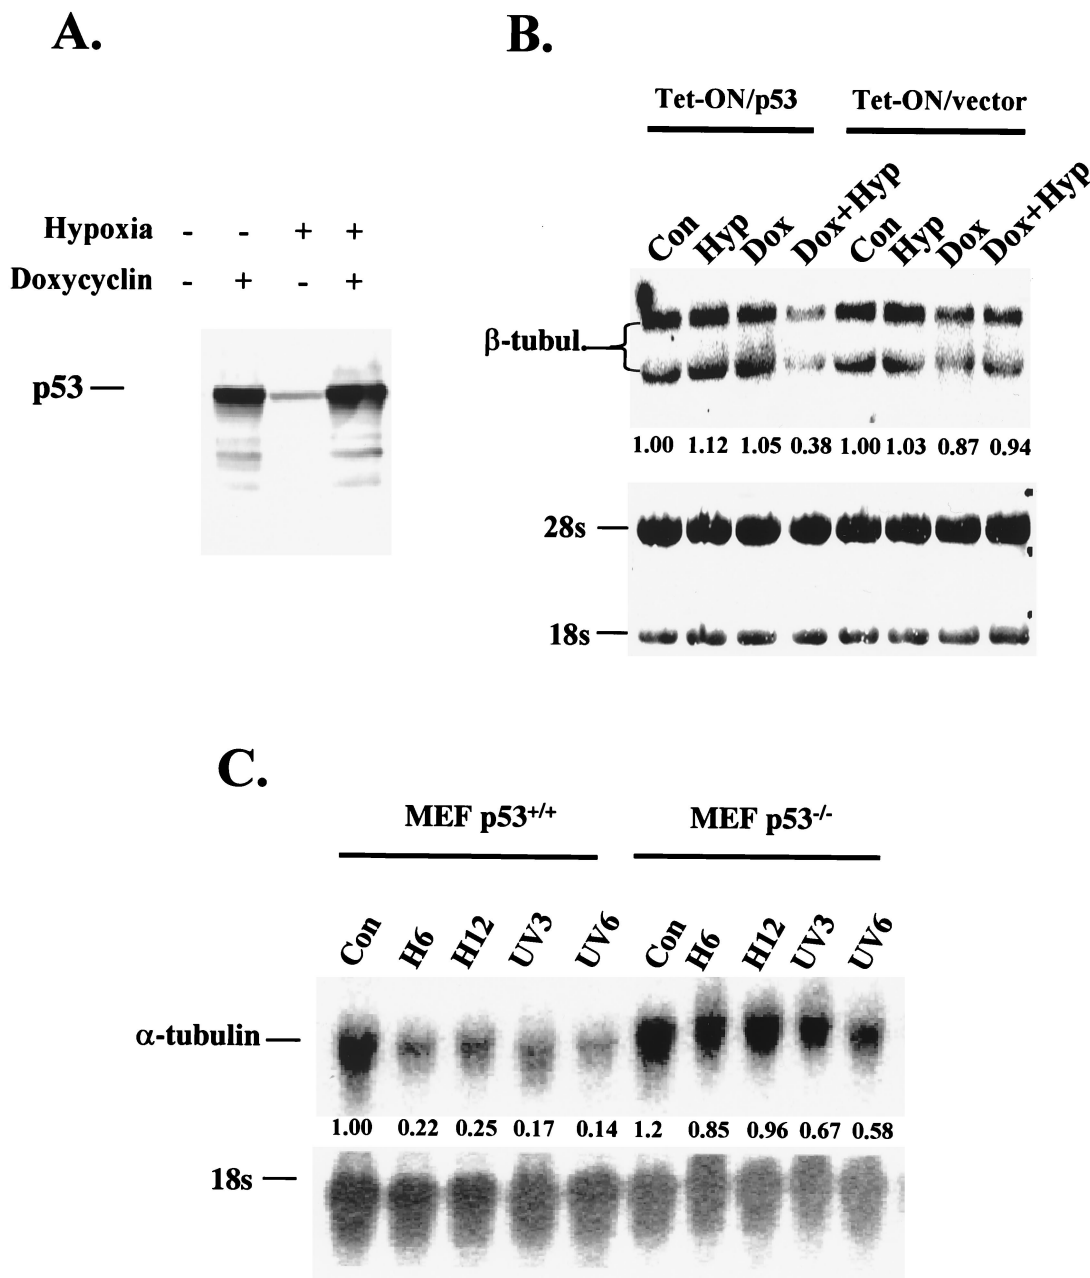 A.
Hypoxia - - + +
Doxycyclin - + - +
p53
B.
Tet-ON/p53 Tet-ON/vector
Con Hyp Dox Dox+Hyp Con Hyp Dox Dox+Hyp
β-tubul.
1.00 1.12 1.05 0.38 1.00 1.03 0.87 0.94
28s
18s
C.
MEF p53+/+ MEF p53-/-
Con H6 H12 UV3 UV6 Con H6 H12 UV3 UV6
α-tubulin
1.00 0.22 0.25 0.17 0.14 1.2 0.85 0.96 0.67 0.58
18s